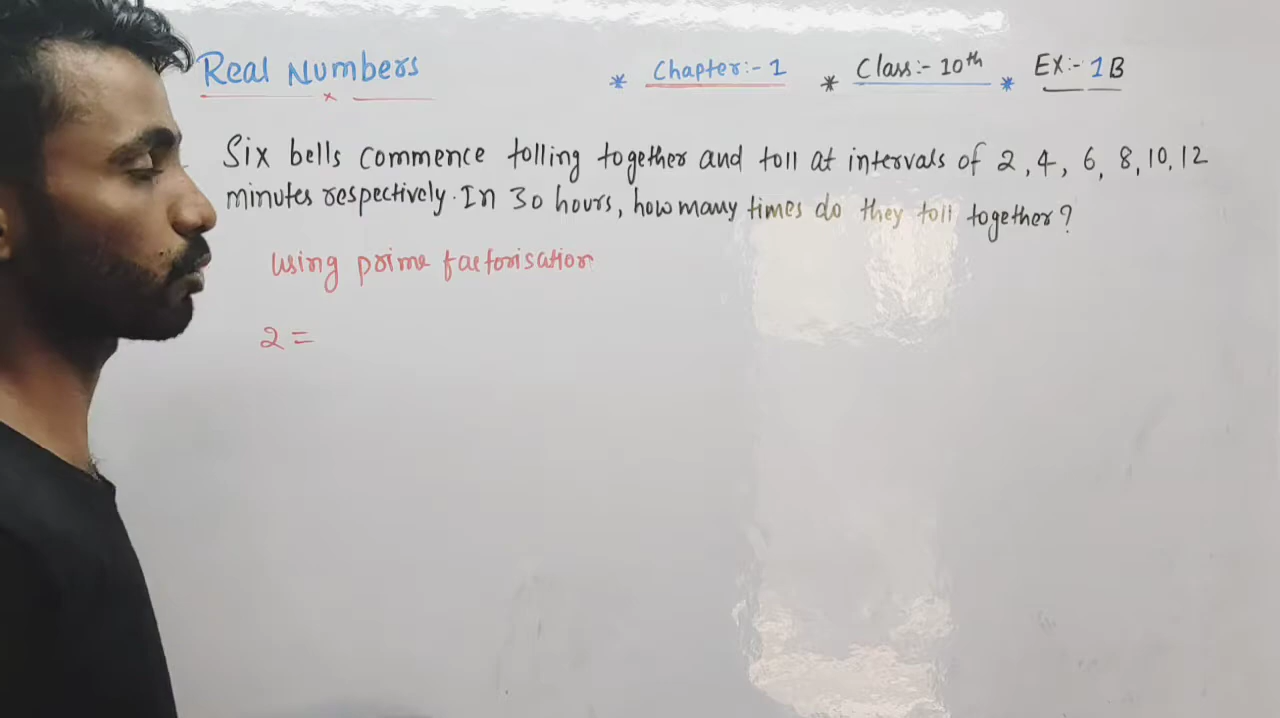 Real Numbers * Chapter:- 1 * Class:- 10th * EX:- 1B
Six bells commence tolling together and toll at intervals of 2, 4, 6, 8, 10, 12
minutes respectively. In 30 hours, how many times do they toll together?
using prime factorisation
2 =